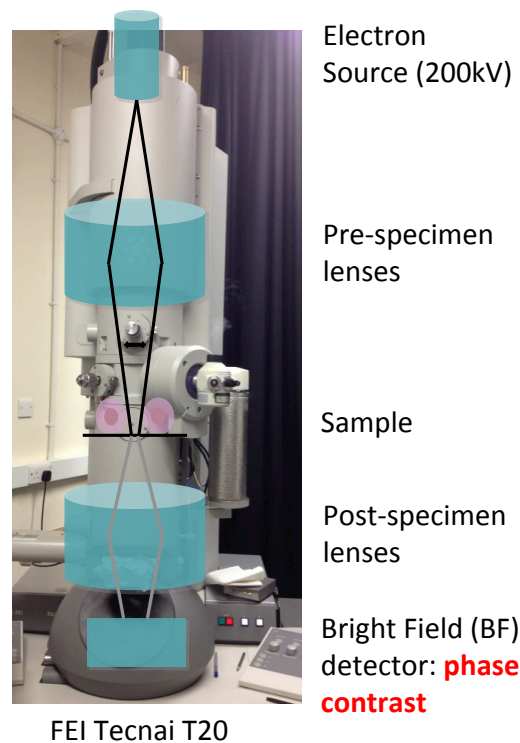 Electron
Source (200kV)
Pre-specimen
lenses
Sample
Post-specimen
lenses
Bright Field (BF)
detector: phase
contrast
FEI Tecnai T20